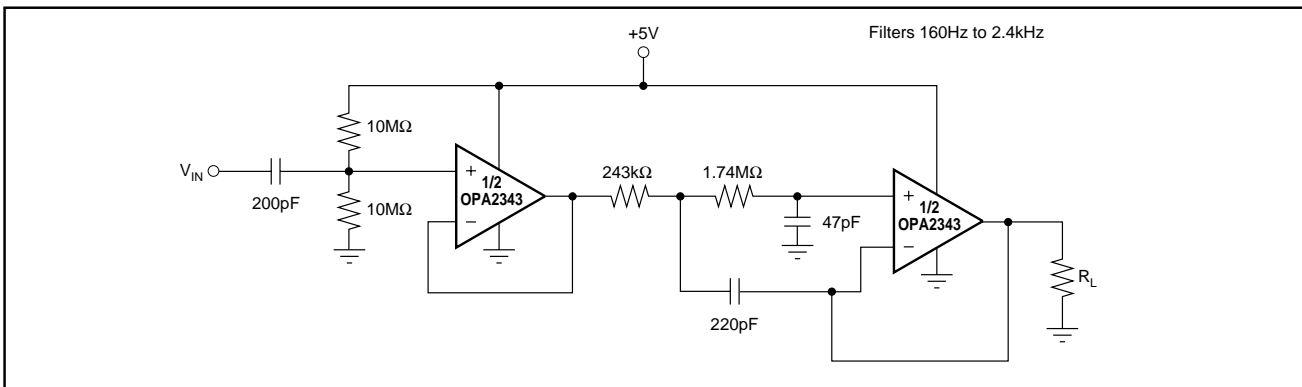 +5V
Filters 160Hz to 2.4kHz
10MΩ
V_IN
200pF
10MΩ
+
1/2
OPA2343
−
243kΩ
1.74MΩ
47pF
220pF
+
1/2
OPA2343
−
R_L